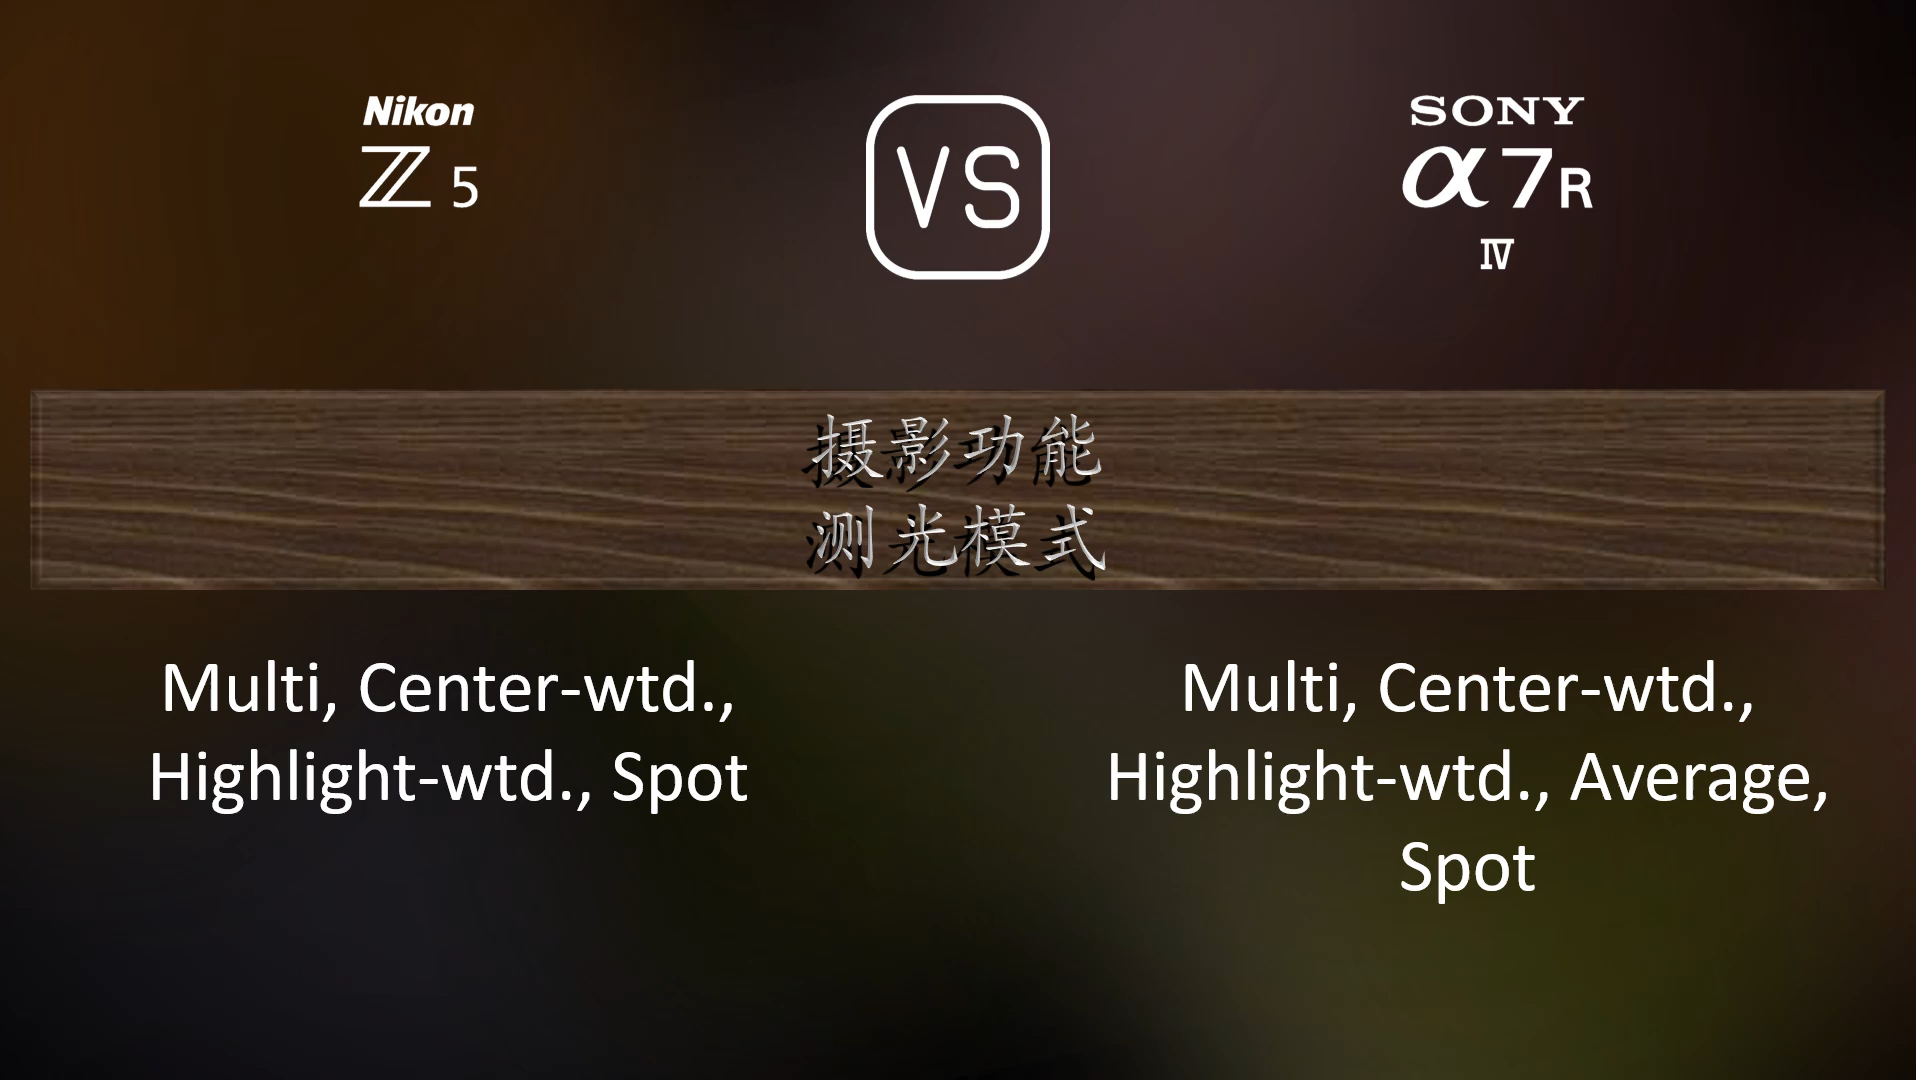 Nikon
Z 5
VS
SONY
α7R
IV
摄影功能
测光模式
Multi, Center-wtd.,
Highlight-wtd., Spot
Multi, Center-wtd.,
Highlight-wtd., Average,
Spot